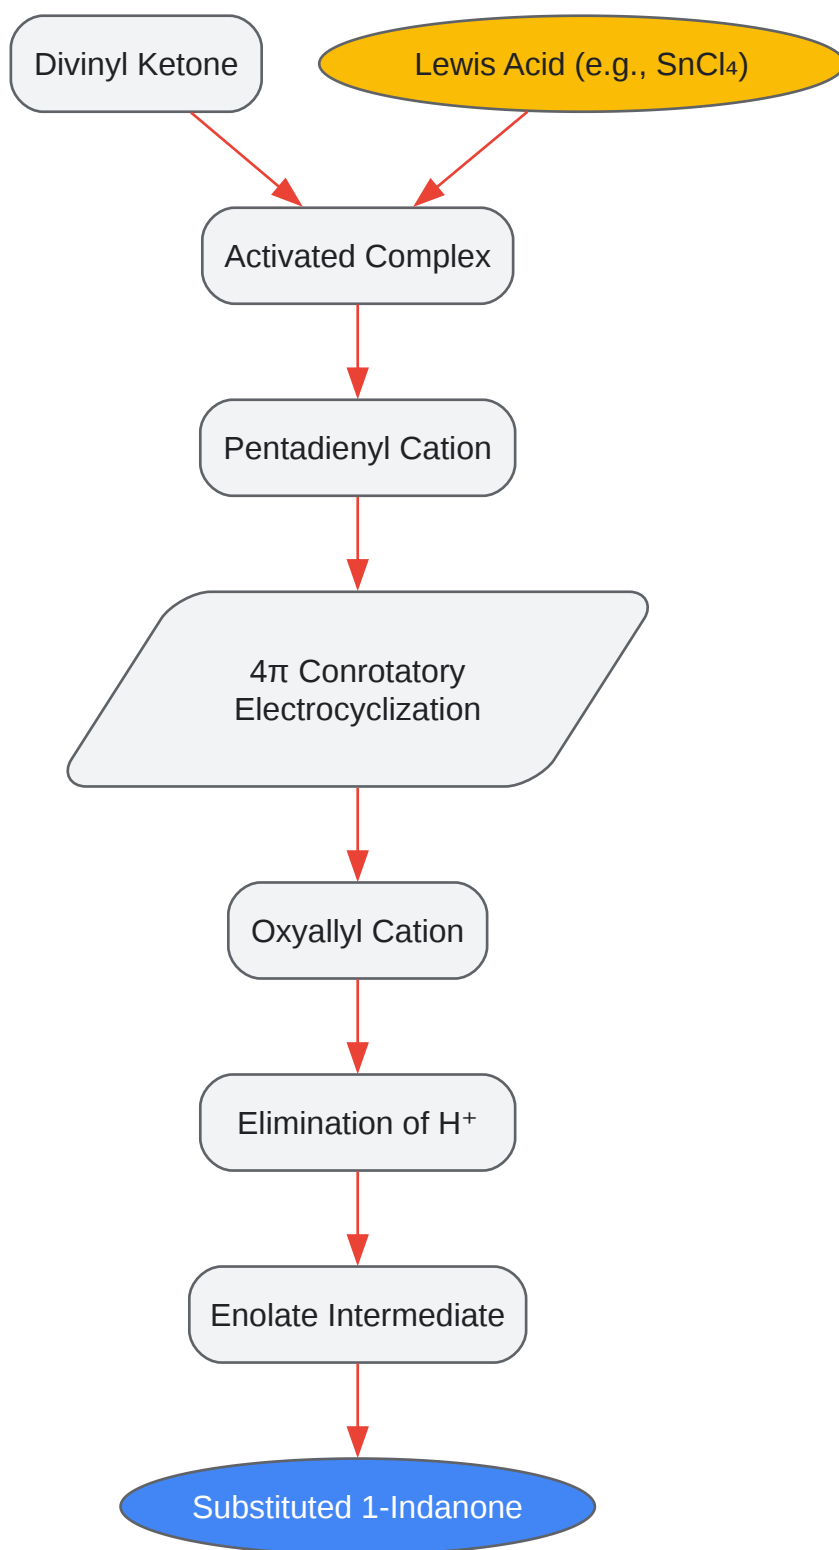 Divinyl Ketone
Lewis Acid (e.g., SnCl₄)
Activated Complex
Pentadienyl Cation
4π Conrotatory
Electrocyclization
Oxyallyl Cation
Elimination of H⁺
Enolate Intermediate
Substituted 1-Indanone